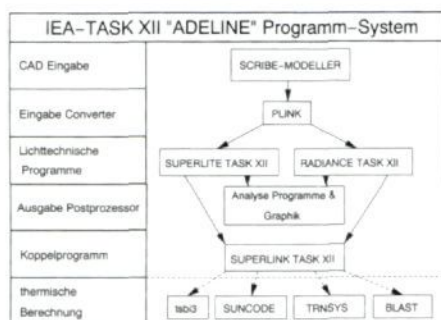 IEA-TASK XII "ADELINE" Programm-System
CAD Eingabe
SCRIBE-MODELLER
Eingabe Converter
PLINK
Lichttechnische
Programme
SUPERLITE TASK XII
RADIANCE TASK XII
Analyse Programme &
Graphik
Ausgabe Postprozessor
Koppelprogramm
SUPERLINK TASK XII
thermische
Berechnung
tsbi3
SUNCODE
TRNSYS
BLAST